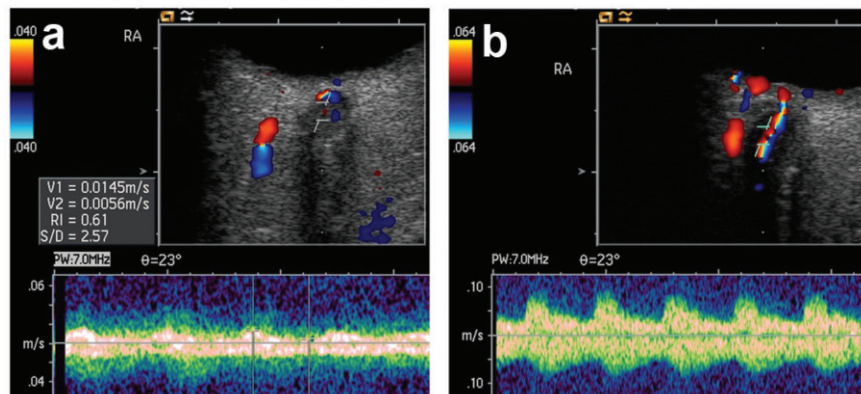 a
.040
.040
RA
V1 = 0.0145m/s
V2 = 0.0056m/s
RI = 0.61
S/D = 2.57
PW:7.0MHz
θ=23°
.06
m/s
.04
b
.064
.064
RA
PW:7.0MHz
θ=23°
.10
m/s
.10